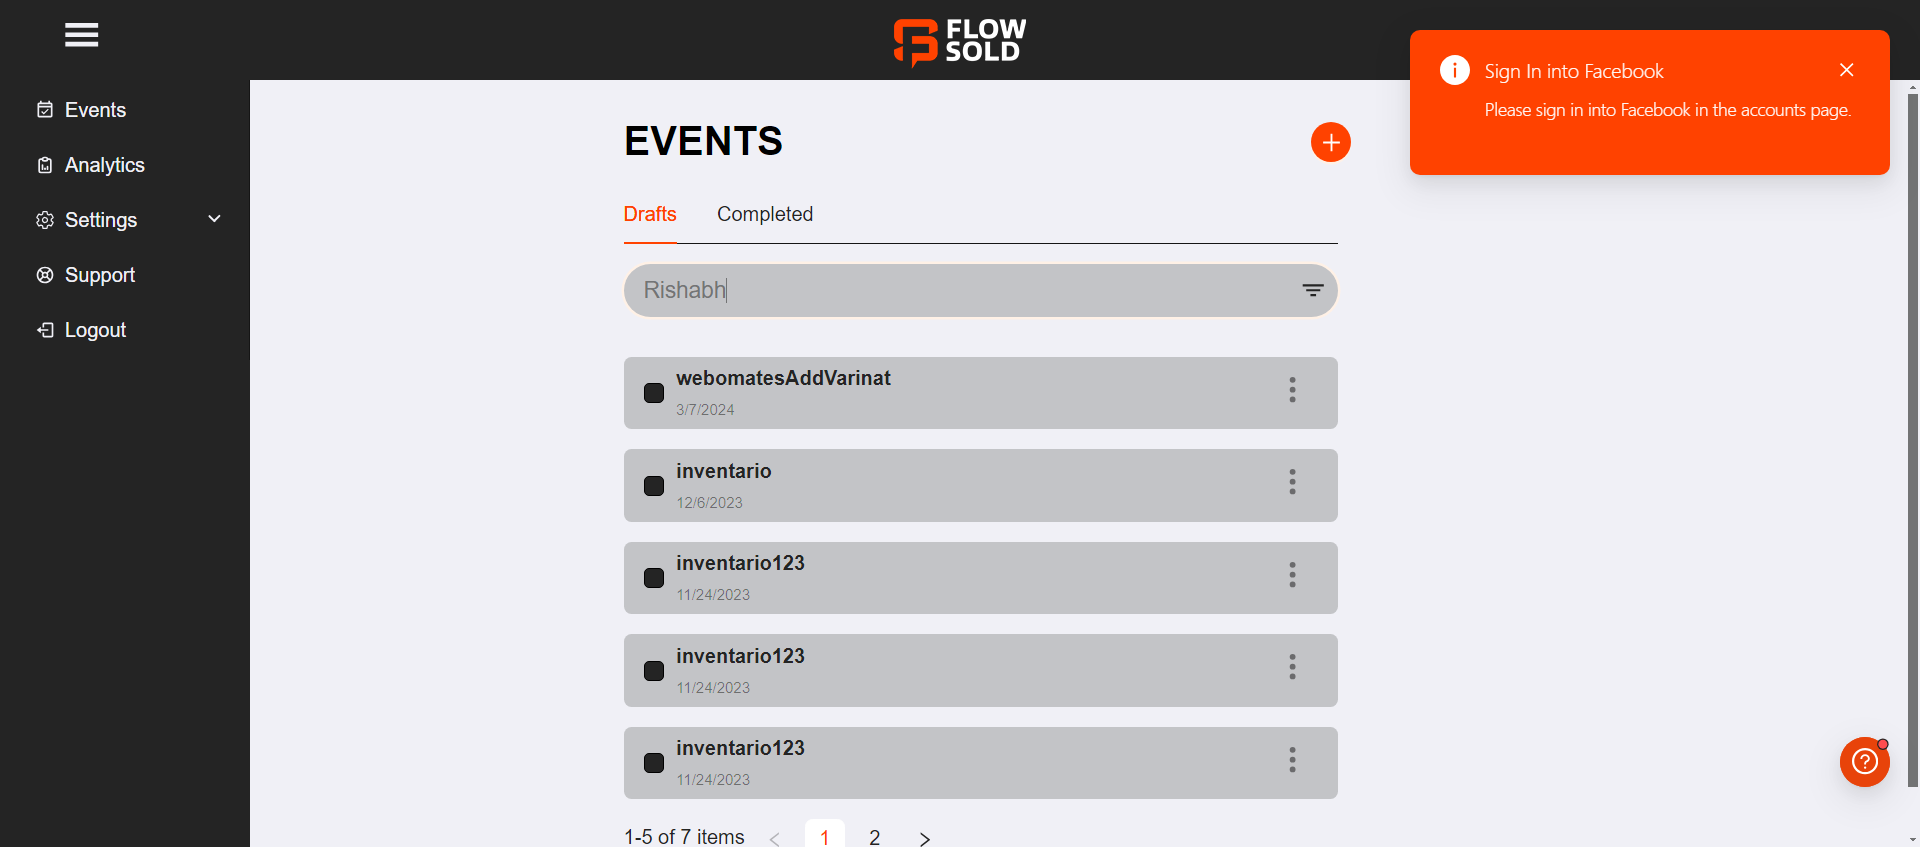 FLOW
SOLD
Sign In into Facebook
Please sign in into Facebook in the accounts page.
Events
Analytics
Settings
Support
Logout
EVENTS
Drafts Completed
Rishabh
webomatesAddVarinat
3/7/2024
inventario
12/6/2023
inventario123
11/24/2023
inventario123
11/24/2023
inventario123
11/24/2023
1-5 of 7 items < 1 2 >